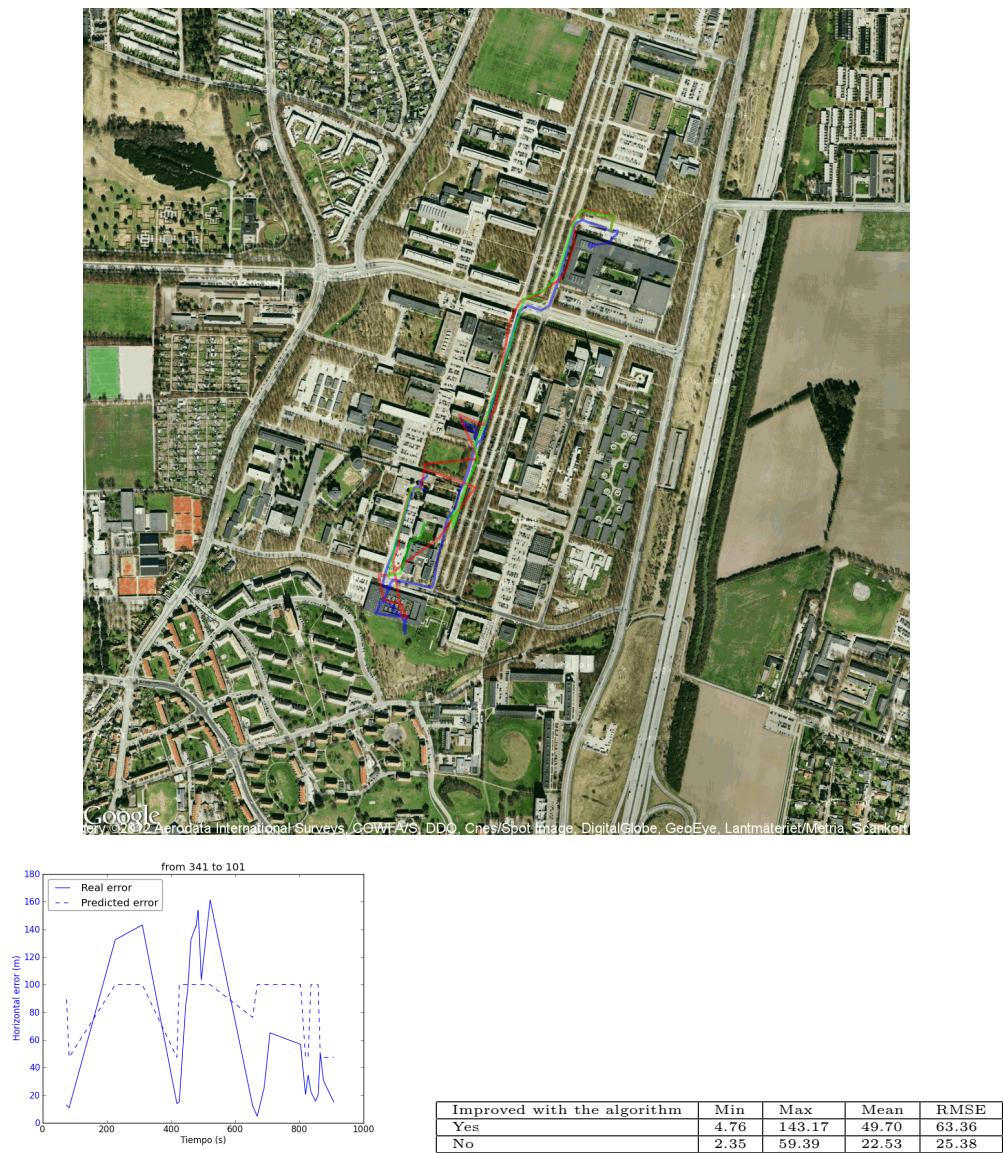 Google
ery ©2012 Aerodata International Surveys, COWI A/S, DDO, Cnes/Spot Image, DigitalGlobe, GeoEye, Lantmäteriet/Metria, Scankort
from 341 to 101
Real error
Predicted error
Horizontal error (m)
180
160
140
120
100
80
60
40
20
0
0 200 400 600 800 1000
Tiempo (s)
Improved with the algorithm Min Max Mean RMSE
Yes 4.76 143.17 49.70 63.36
No 2.35 59.39 22.53 25.38